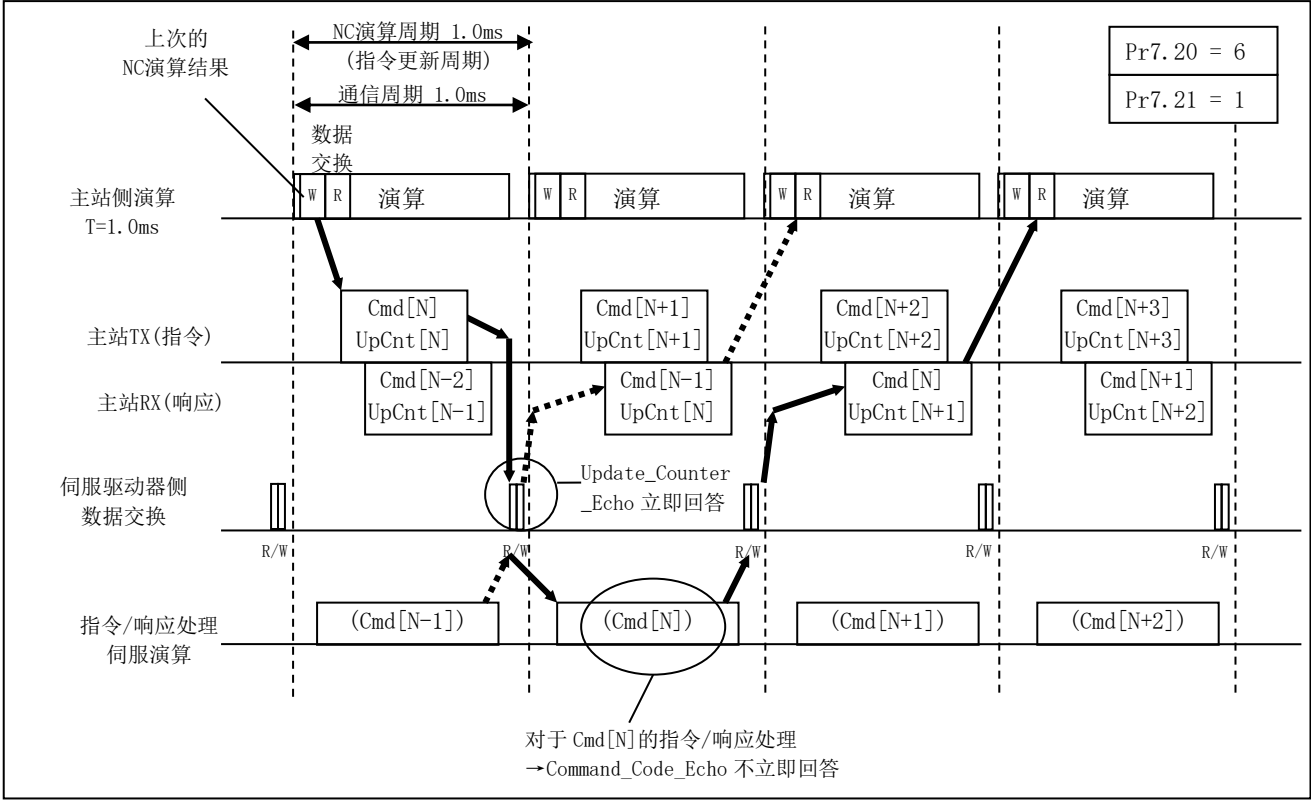 上次的
NC演算结果
NC演算周期 1.0ms
(指令更新周期)
通信周期 1.0ms
Pr7.20 = 6
Pr7.21 = 1
数据
交换
主站侧演算
T=1.0ms
W R 演算
W R 演算
W R 演算
W R 演算
主站TX(指令)
Cmd[N]
UpCnt[N]
Cmd[N+1]
UpCnt[N+1]
Cmd[N+2]
UpCnt[N+2]
Cmd[N+3]
UpCnt[N+3]
主站RX(响应)
Cmd[N-2]
UpCnt[N-1]
Cmd[N-1]
UpCnt[N]
Cmd[N]
UpCnt[N+1]
Cmd[N+1]
UpCnt[N+2]
伺服驱动器侧
数据交换
Update_Counter
_Echo 立即回答
R/W
R/W
R/W
R/W
R/W
指令/响应处理
伺服演算
(Cmd[N-1])
(Cmd[N])
(Cmd[N+1])
(Cmd[N+2])
对于 Cmd[N]的指令/响应处理
→Command_Code_Echo 不立即回答